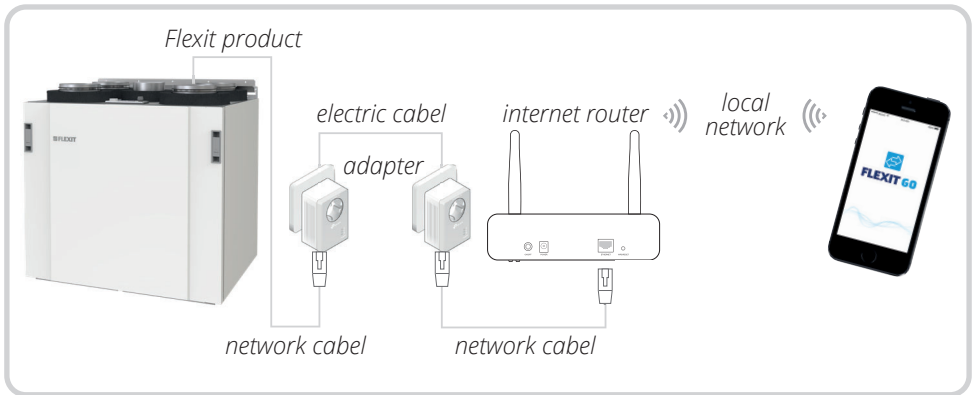 Flexit product
electric cabel
internet router
local
network
adapter
FLEXIT
FLEXIT GO
network cabel
network cabel